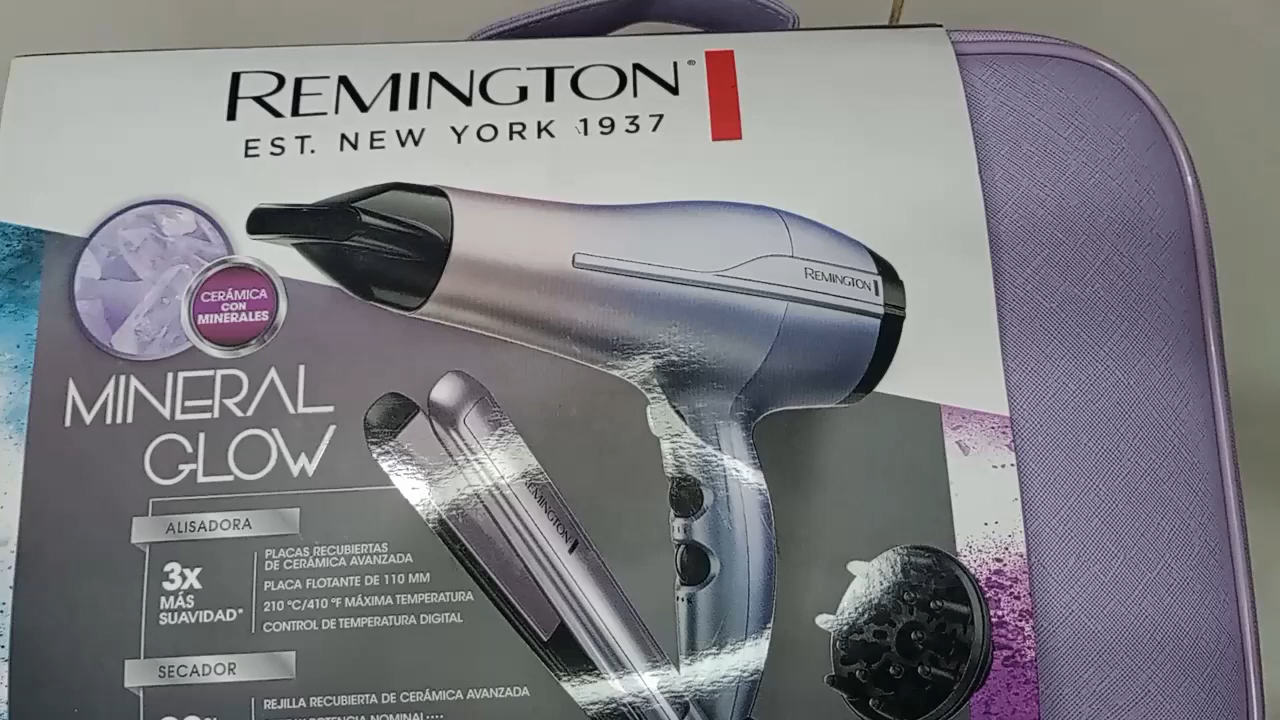 REMINGTON®
EST. NEW YORK 1937
REMINGTON
CERÁMICA
CON
MINERALES
MINERAL
GLOW
REMINGTON
ALISADORA
3x
MÁS
SUAVIDAD*
PLACAS RECUBIERTAS
DE CERÁMICA AVANZADA
PLACA FLOTANTE DE 110 MM
210 °C/410 °F MÁXIMA TEMPERATURA
CONTROL DE TEMPERATURA DIGITAL
SECADOR
REJILLA RECUBIERTA DE CERÁMICA AVANZADA
POTENCIA NOMINAL